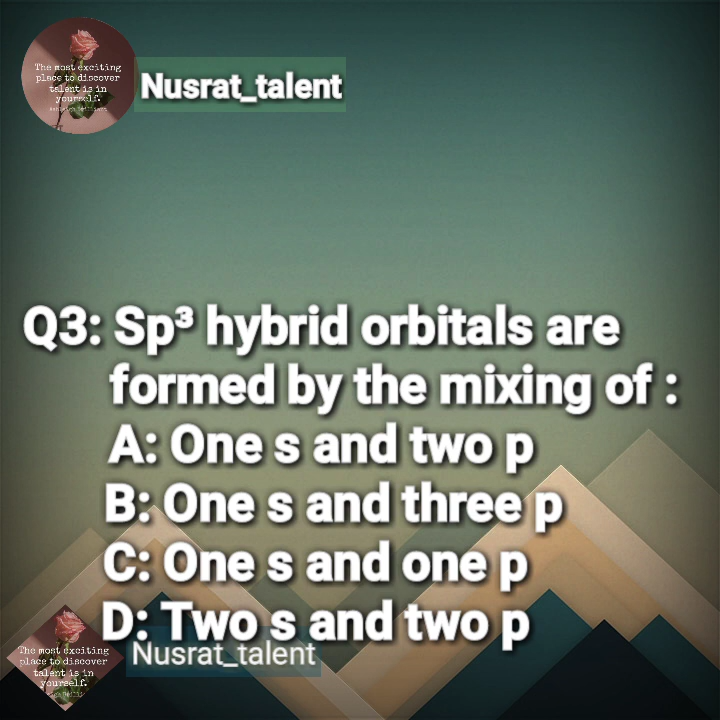 The most exciting
place to discover
talent is in
yourself.
Nusrat_talent
Q3: Sp³ hybrid orbitals are
formed by the mixing of :
A: One s and two p
B: One s and three p
C: One s and one p
D: Two s and two p
Nusrat_talent
The most exciting
place to discover
talent is in
yourself.